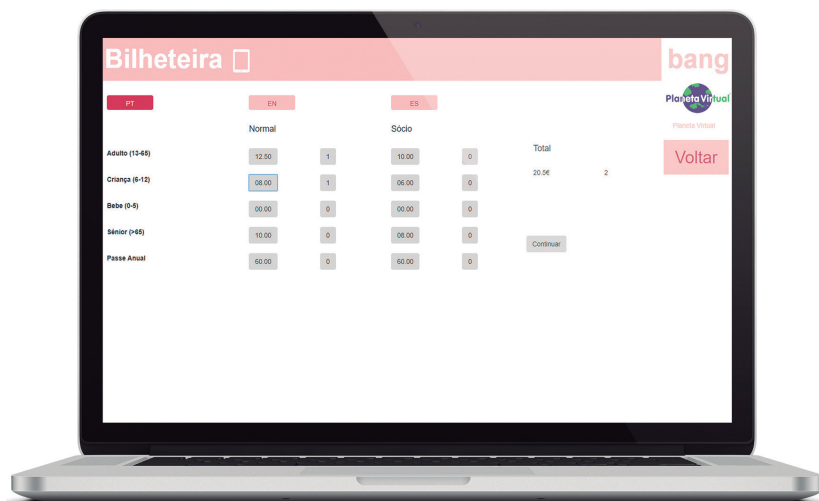 Bilheteira
bang
PT EN ES
Planeta Virtual
Planeta Virtual
Normal Sócio
Total
Voltar
Adulto (13-65) 12.50 1 10.00 0
20.5€ 2
Criança (6-12) 08.00 1 06.00 0
Bebe (0-5) 00.00 0 00.00 0
Sénior (>65) 10.00 0 08.00 0
Continuar
Passe Anual 60.00 0 60.00 0